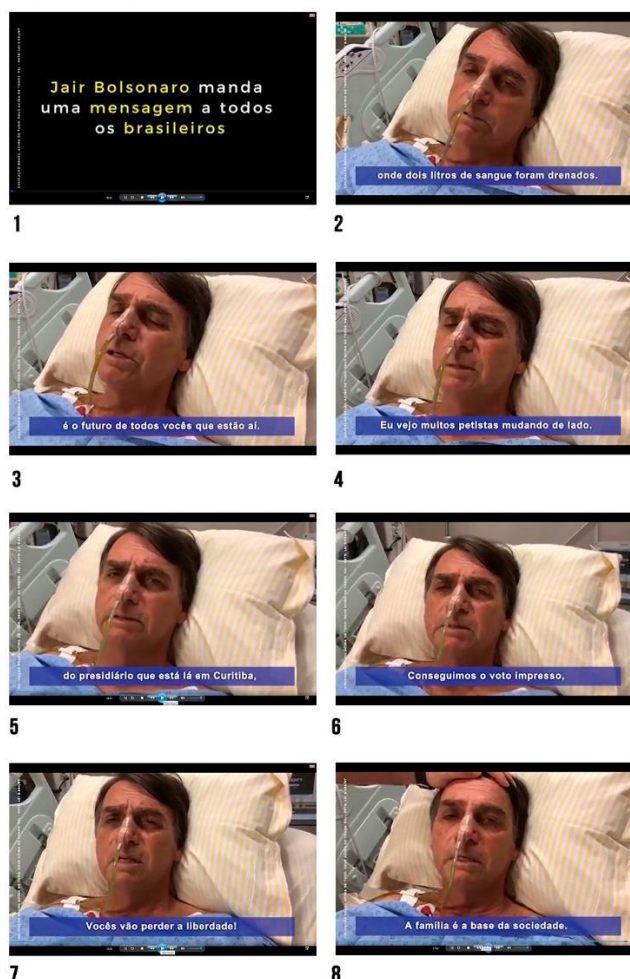 Jair Bolsonaro manda
uma mensagem a todos
os brasileiros
1
onde dois litros de sangue foram drenados.
2
é o futuro de todos vocês que estão aí.
3
Eu vejo muitos petistas mudando de lado.
4
do presidiário que está lá em Curitiba,
5
Conseguimos o voto impresso,
6
Vocês vão perder a liberdade!
7
A família é a base da sociedade.
8